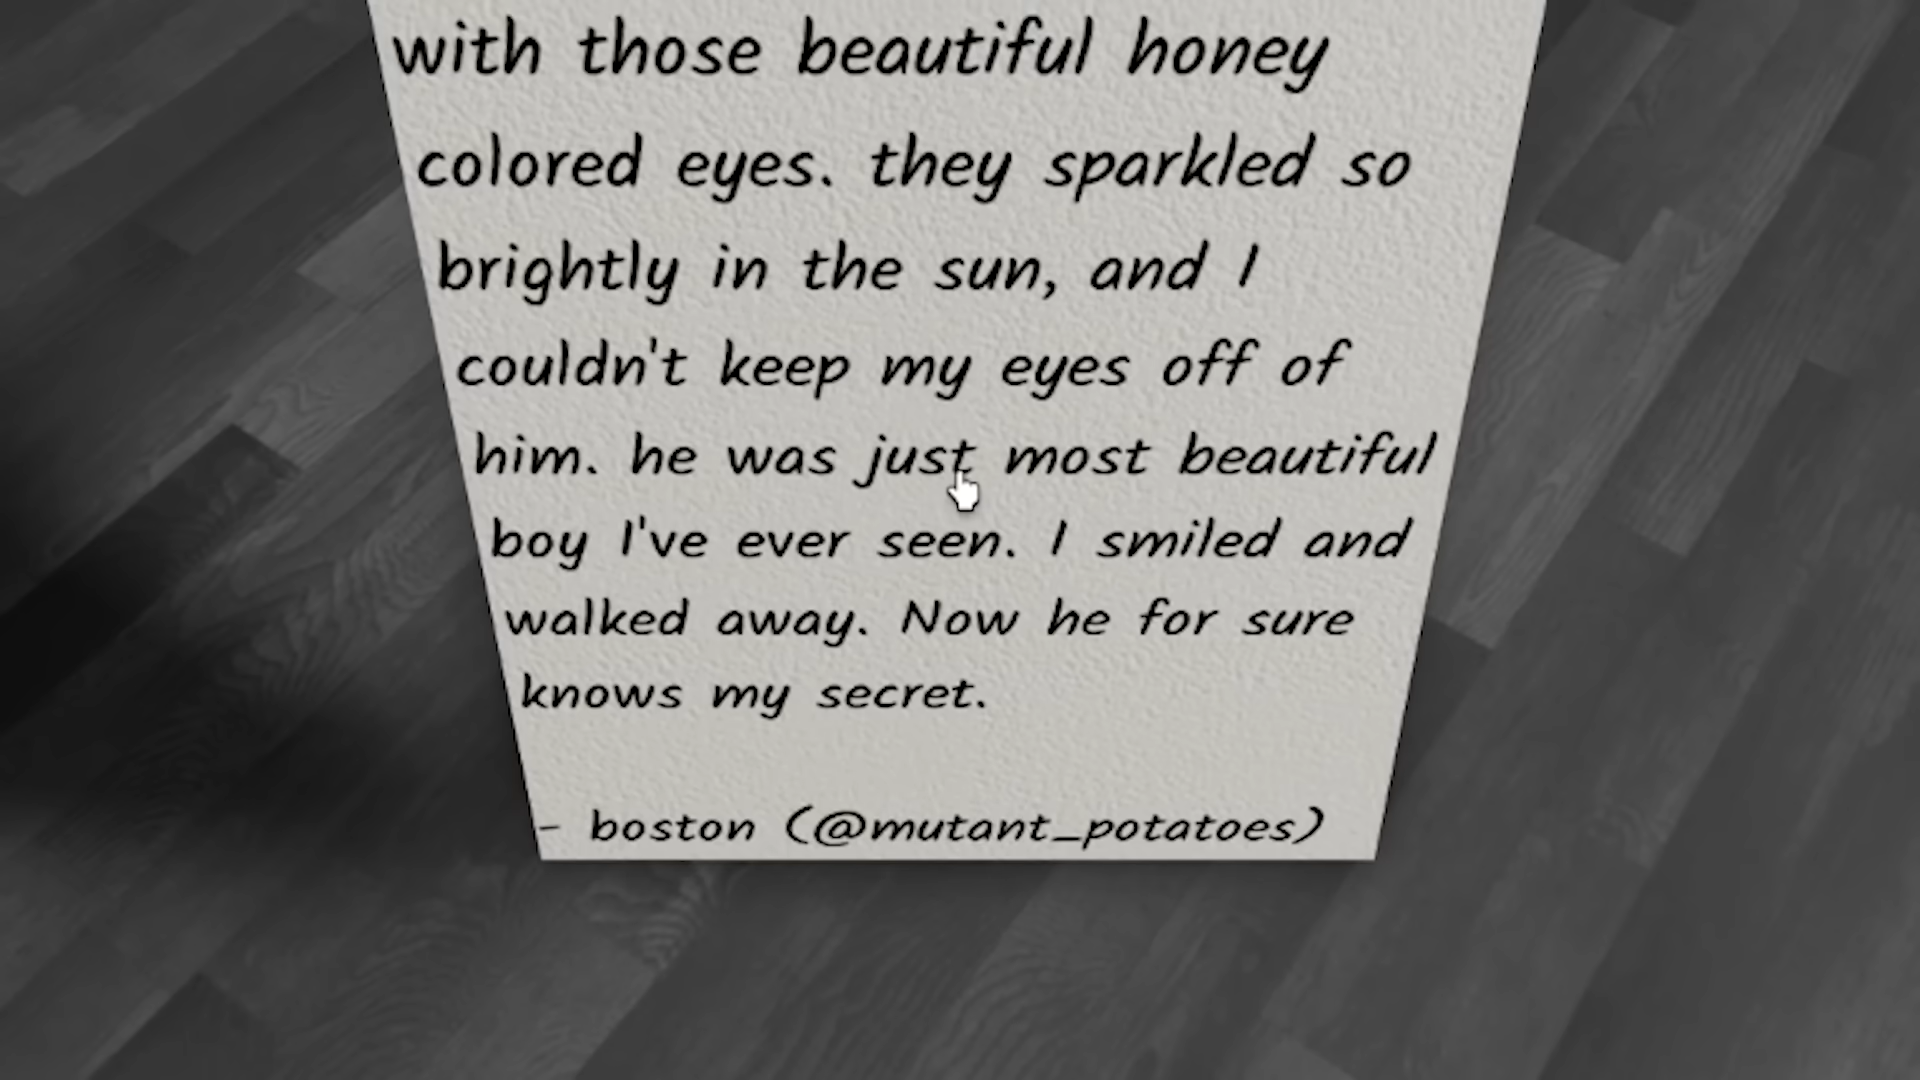 with those beautiful honey
colored eyes. they sparkled so
brightly in the sun, and I
couldn't keep my eyes off of
him. he was just most beautiful
boy I've ever seen. I smiled and
walked away. Now he for sure
knows my secret.
- boston (@mutant_potatoes)